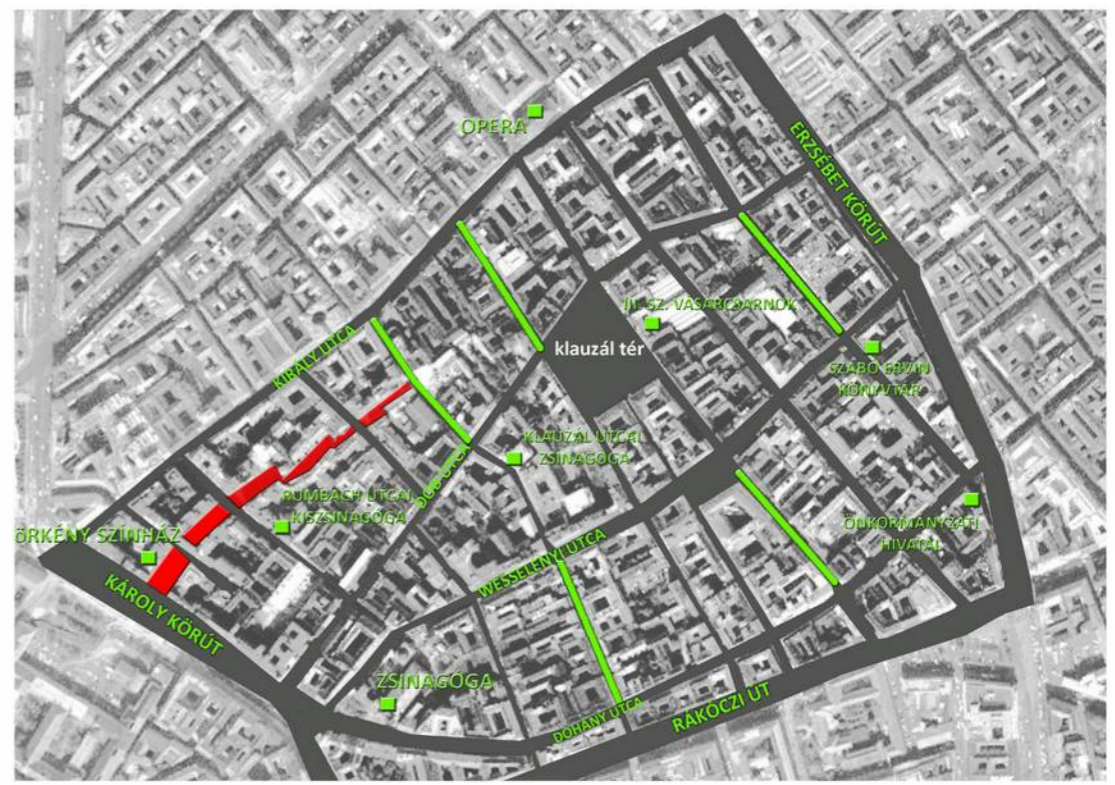 OPERA
ERZSÉBET KÖRÚT
III. SZ. VÁSÁRCSARNOK
KIRÁLY UTCA
klauzál tér
SZABÓ ERVIN
KÖNYVTÁR
KLAUZÁL UTCAI
ZSINAGÓGA
DOB UTCA
RUMBACH UTCAI
KISZSINAGÓGA
ÖNKORMÁNYZATI
HIVATAL
ÖRKÉNY SZÍNHÁZ
WESSELÉNYI UTCA
KÁROLY KÖRÚT
ZSINAGÓGA
DOHÁNY UTCA
RÁKÓCZI ÚT